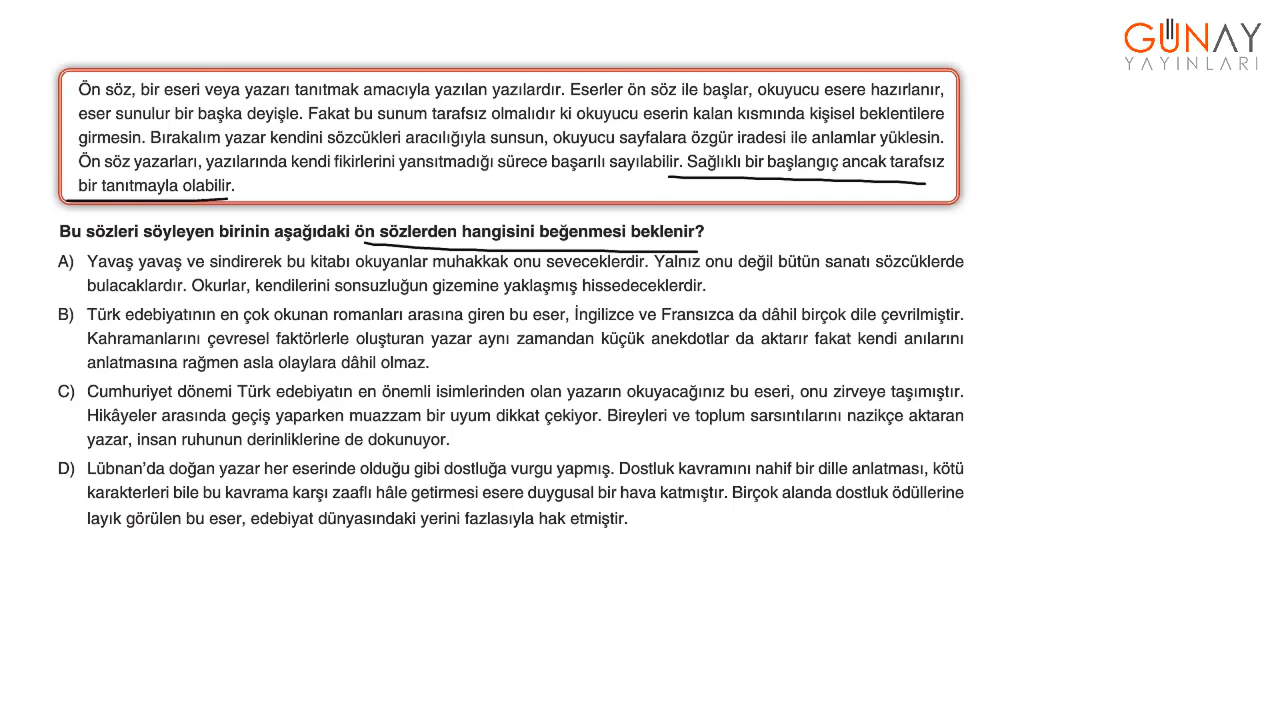 GÜNAY
YAYINLARI
Ön söz, bir eseri veya yazarı tanıtmak amacıyla yazılan yazılardır. Eserler ön söz ile başlar, okuyucu esere hazırlanır,
eser sunulur bir başka deyişle. Fakat bu sunum tarafsız olmalıdır ki okuyucu eserin kalan kısmında kişisel beklentilere
girmesin. Bırakalım yazar kendini sözcükleri aracılığıyla sunsun, okuyucu sayfalara özgür iradesi ile anlamlar yüklesin.
Ön söz yazarları, yazılarında kendi fikirlerini yansıtmadığı sürece başarılı sayılabilir. Sağlıklı bir başlangıç ancak tarafsız
bir tanıtmayla olabilir.
Bu sözleri söyleyen birinin aşağıdaki ön sözlerden hangisini beğenmesi beklenir?
A) Yavaş yavaş ve sindirerek bu kitabı okuyanlar muhakkak onu seveceklerdir. Yalnız onu değil bütün sanatı sözcüklerde
bulacaklardır. Okurlar, kendilerini sonsuzluğun gizemine yaklaşmış hissedeceklerdir.
B) Türk edebiyatının en çok okunan romanları arasına giren bu eser, İngilizce ve Fransızca da dâhil birçok dile çevrilmiştir.
Kahramanlarını çevresel faktörlerle oluşturan yazar aynı zamandan küçük anekdotlar da aktarır fakat kendi anılarını
anlatmasına rağmen asla olaylara dâhil olmaz.
C) Cumhuriyet dönemi Türk edebiyatın en önemli isimlerinden olan yazarın okuyacağınız bu eseri, onu zirveye taşımıştır.
Hikâyeler arasında geçiş yaparken muazzam bir uyum dikkat çekiyor. Bireyleri ve toplum sarsıntılarını nazikçe aktaran
yazar, insan ruhunun derinliklerine de dokunuyor.
D) Lübnan’da doğan yazar her eserinde olduğu gibi dostluğa vurgu yapmış. Dostluk kavramını nahif bir dille anlatması, kötü
karakterleri bile bu kavrama karşı zaaflı hâle getirmesi esere duygusal bir hava katmıştır. Birçok alanda dostluk ödüllerine
layık görülen bu eser, edebiyat dünyasındaki yerini fazlasıyla hak etmiştir.